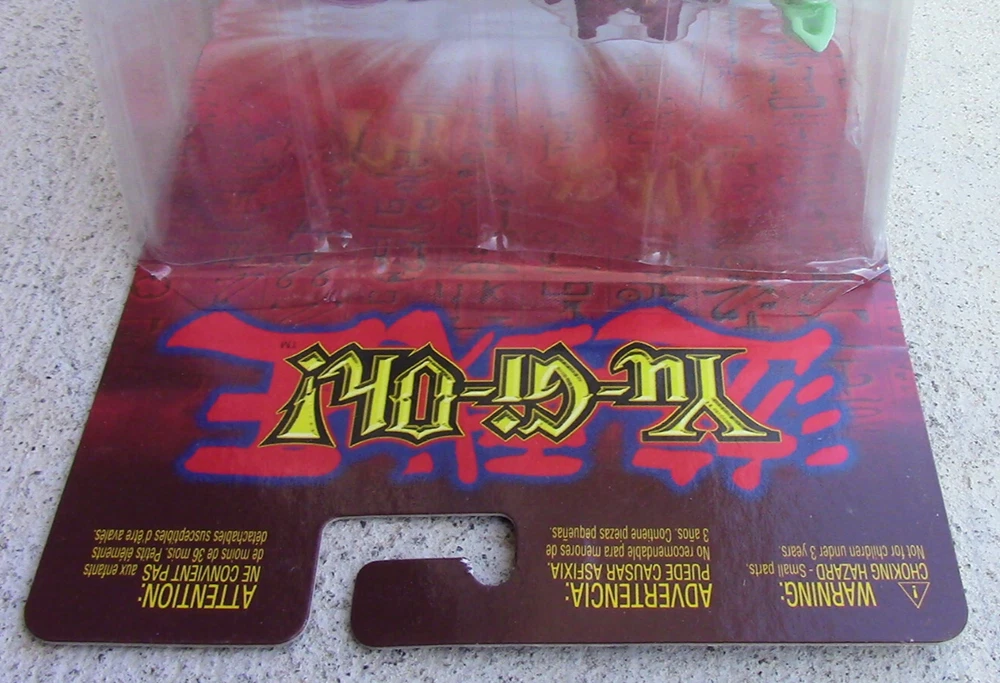 WARNING:
CHOKING HAZARD - Small parts.
Not for children under 3 years.
ADVERTENCIA:
PUEDE CAUSAR ASFIXIA.
No recomendable para menores de
3 años. Contiene piezas pequeñas.
ATTENTION:
NE CONVIENT PAS aux enfants
de moins de 36 mois. Petits éléments
détachables susceptibles d'être avalés.
Yu-Gi-Oh!
TM